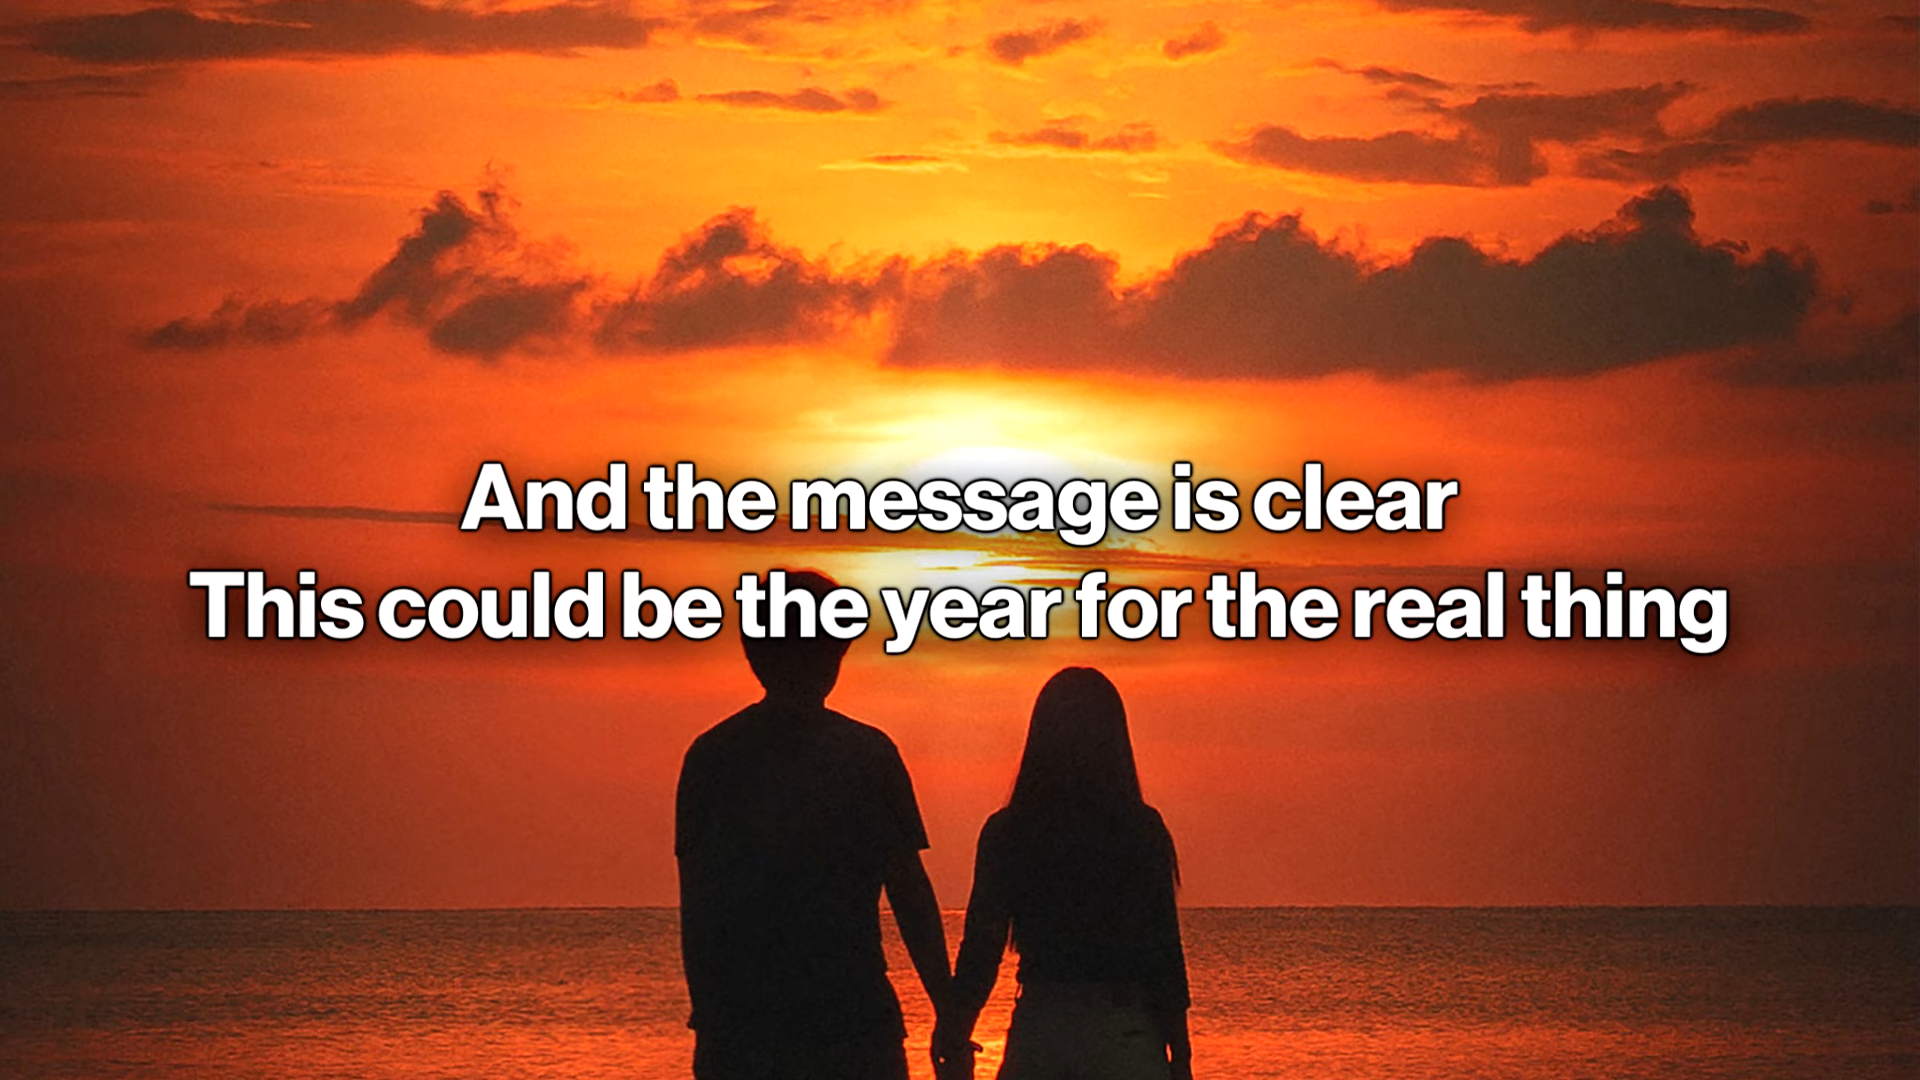 And the message is clear
This could be the year for the real thing